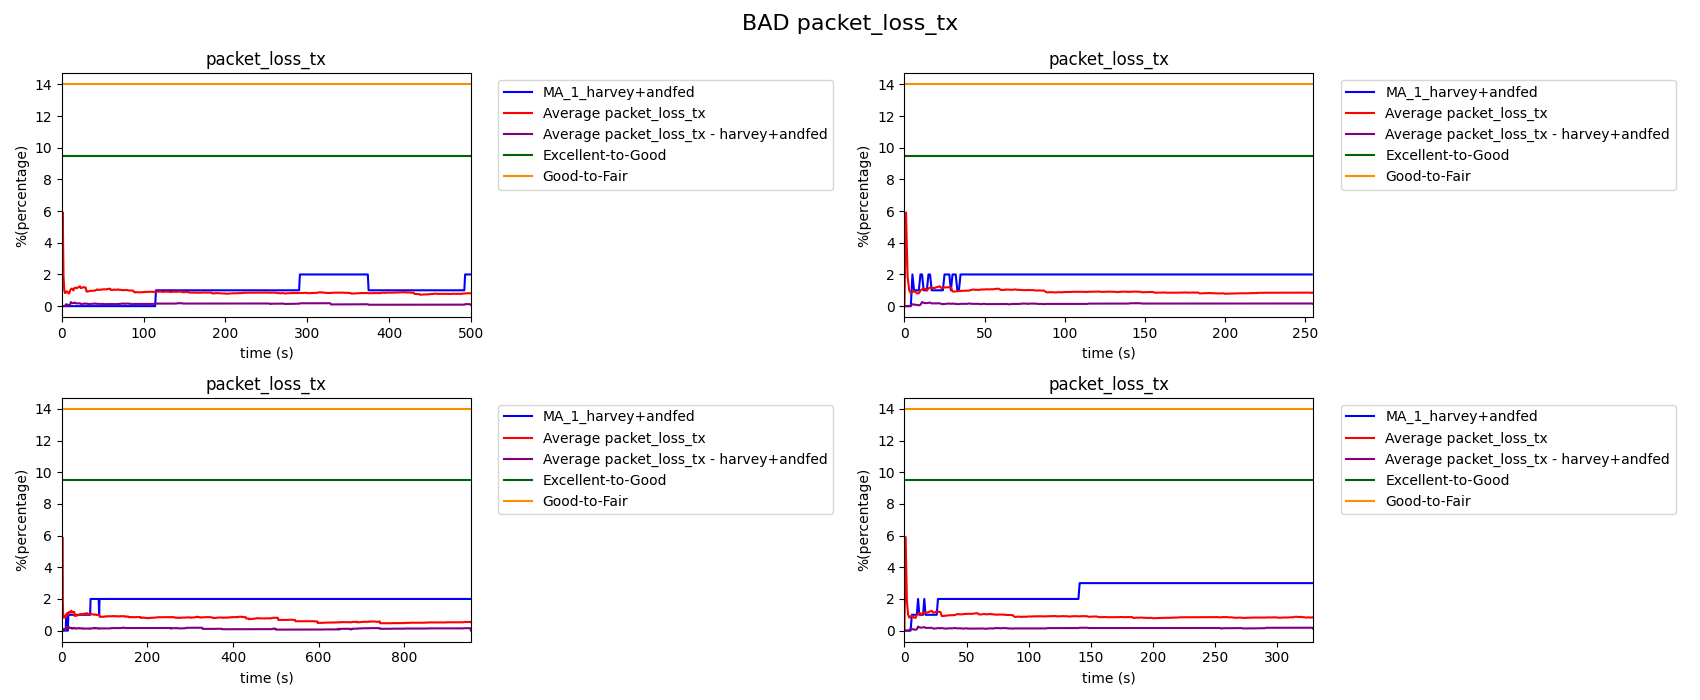 BAD packet_loss_tx
packet_loss_tx
14
12
10
8
6
4
2
0
%(percentage)
0 100 200 300 400 500
time (s)
MA_1_harvey+andfed
Average packet_loss_tx
Average packet_loss_tx - harvey+andfed
Excellent-to-Good
Good-to-Fair
packet_loss_tx
14
12
10
8
6
4
2
0
%(percentage)
0 50 100 150 200 250
time (s)
MA_1_harvey+andfed
Average packet_loss_tx
Average packet_loss_tx - harvey+andfed
Excellent-to-Good
Good-to-Fair
packet_loss_tx
14
12
10
8
6
4
2
0
%(percentage)
0 200 400 600 800
time (s)
MA_1_harvey+andfed
Average packet_loss_tx
Average packet_loss_tx - harvey+andfed
Excellent-to-Good
Good-to-Fair
packet_loss_tx
14
12
10
8
6
4
2
0
%(percentage)
0 50 100 150 200 250 300
time (s)
MA_1_harvey+andfed
Average packet_loss_tx
Average packet_loss_tx - harvey+andfed
Excellent-to-Good
Good-to-Fair